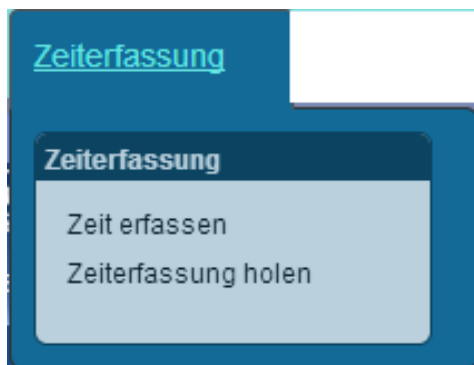 Zeiterfassung
Zeiterfassung
Zeit erfassen
Zeiterfassung holen